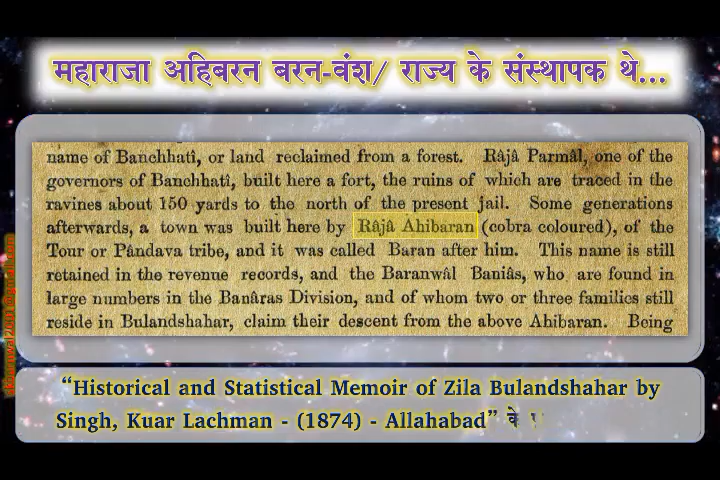 महाराजा अहिबरन बरन-वंश/ राज्य के संस्थापक थे...
name of Banchhatî, or land reclaimed from a forest. Râjâ Parmâl, one of the
governors of Banchhatî, built here a fort, the ruins of which are traced in the
ravines about 150 yards to the north of the present jail. Some generations
afterwards, a town was built here by Râjâ Ahibaran (cobra coloured), of the
Tour or Pândava tribe, and it was called Baran after him. This name is still
retained in the revenue records, and the Baranwâl Baniâs, who are found in
large numbers in the Banâras Division, and of whom two or three families still
reside in Bulandshahar, claim their descent from the above Ahibaran. Being
“Historical and Statistical Memoir of Zila Bulandshahar by
Singh, Kuar Lachman - (1874) - Allahabad” के